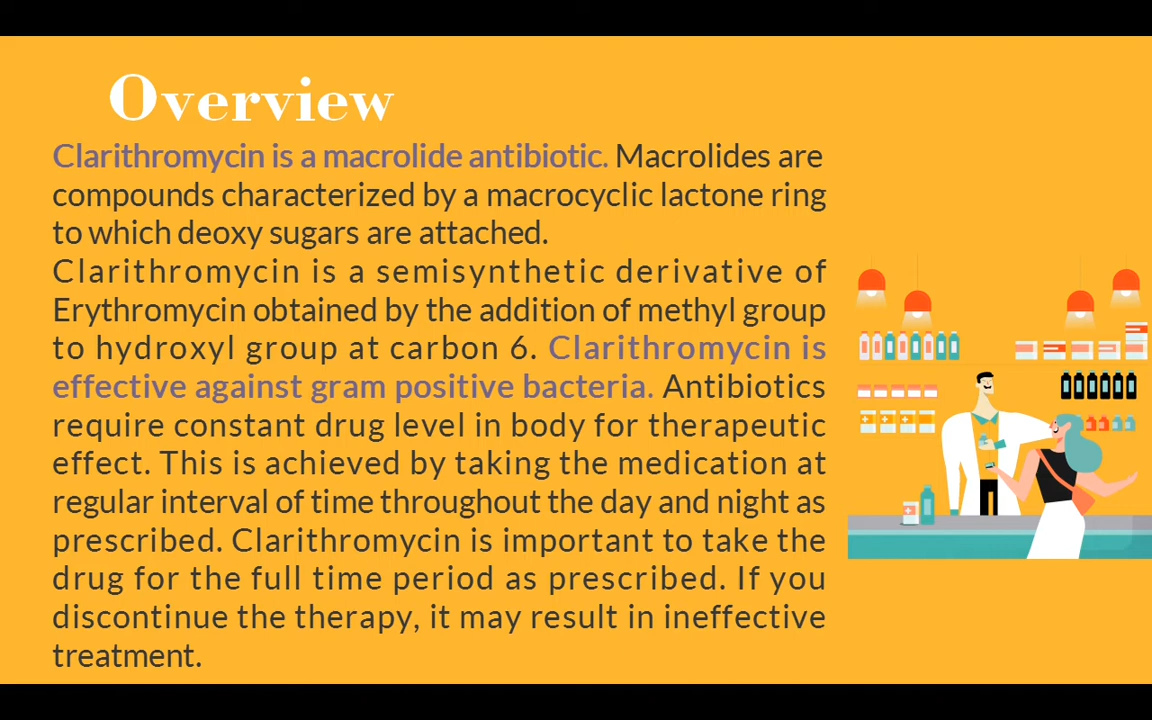 Overview
Clarithromycin is a macrolide antibiotic. Macrolides are
compounds characterized by a macrocyclic lactone ring
to which deoxy sugars are attached.
Clarithromycin is a semisynthetic derivative of
Erythromycin obtained by the addition of methyl group
to hydroxyl group at carbon 6. Clarithromycin is
effective against gram positive bacteria. Antibiotics
require constant drug level in body for therapeutic
effect. This is achieved by taking the medication at
regular interval of time throughout the day and night as
prescribed. Clarithromycin is important to take the
drug for the full time period as prescribed. If you
discontinue the therapy, it may result in ineffective
treatment.